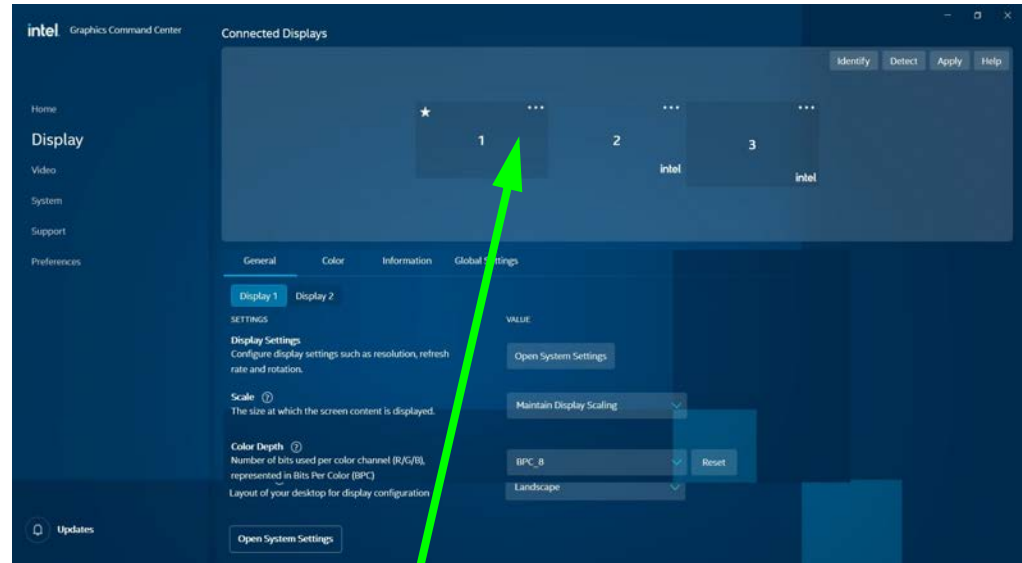 intel. Graphics Command Center
Connected Displays
Identify Detect Apply Help
Home
Display
Video
System
Support
Preferences
1
2
intel
3
intel
General Color Information Global Settings
Display 1 Display 2
SETTINGS VALUE
Display Settings
Configure display settings such as resolution, refresh
rate and rotation.
Open System Settings
Scale ?
The size at which the screen content is displayed.
Maintain Display Scaling
Color Depth ?
Number of bits used per color channel (R/G/B),
represented in Bits Per Color (BPC)
BPC_8 Reset
Layout of your desktop for display configuration
Landscape
Updates
Open System Settings